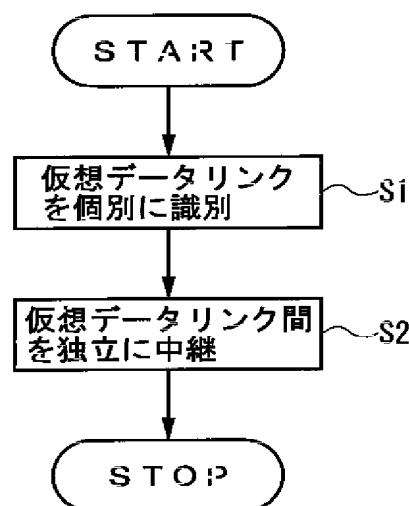 START
仮想データリンク
を個別に識別
S1
仮想データリンク間
を独立に中継
S2
STOP